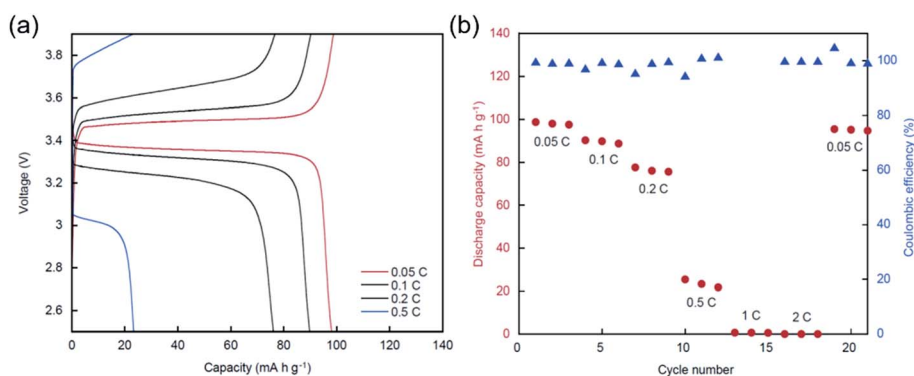 (a)
3.8
3.6
3.4
3.2
3
2.8
2.6
Voltage (V)
0.05 C
0.1 C
0.2 C
0.5 C
0
20
40
60
80
100
120
140
Capacity (mA h g⁻¹)
(b)
140
120
100
80
60
40
20
0
Discharge capacity (mA h g⁻¹)
0.05 C
0.1 C
0.2 C
0.5 C
1 C
2 C
0.05 C
100
80
60
40
20
0
Coulombic efficiency (%)
0
5
10
15
20
Cycle number